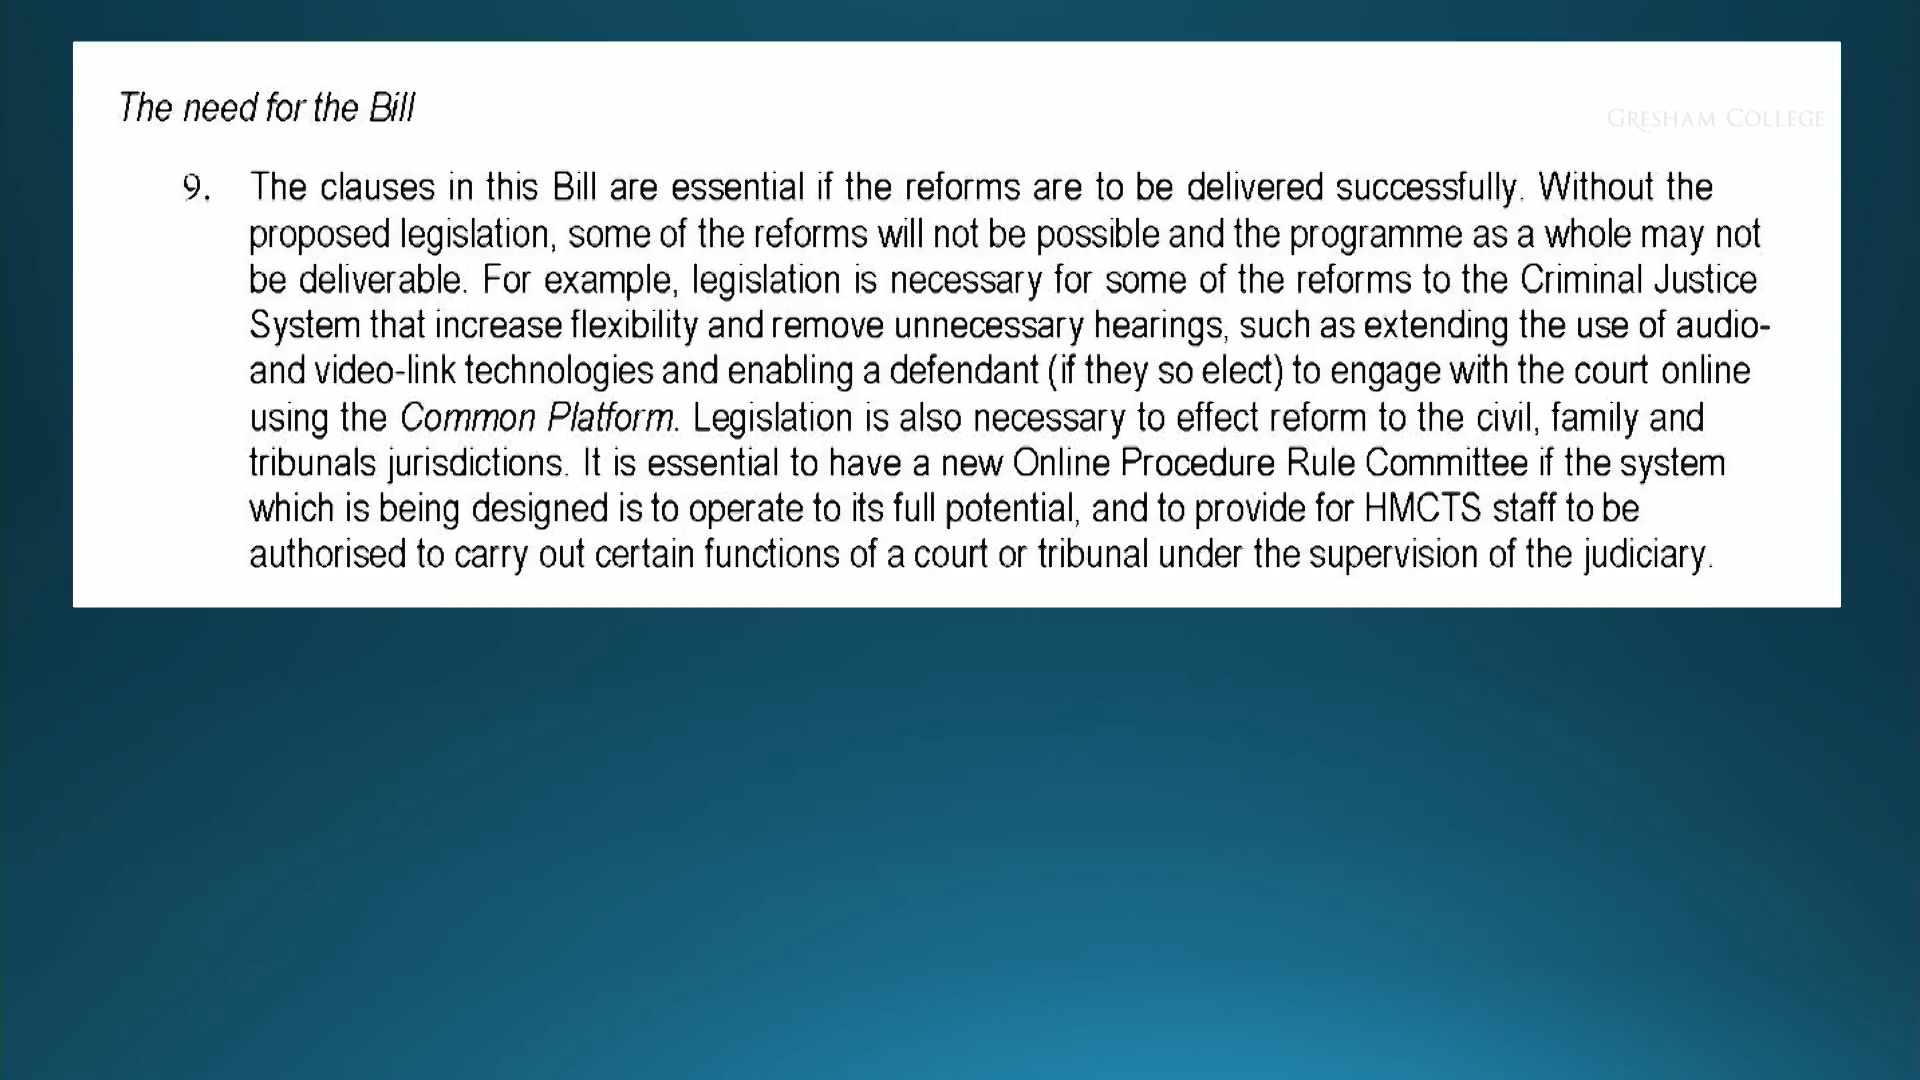 The need for the Bill
GRESHAM COLLEGE
9. The clauses in this Bill are essential if the reforms are to be delivered successfully. Without the
proposed legislation, some of the reforms will not be possible and the programme as a whole may not
be deliverable. For example, legislation is necessary for some of the reforms to the Criminal Justice
System that increase flexibility and remove unnecessary hearings, such as extending the use of audio-
and video-link technologies and enabling a defendant (if they so elect) to engage with the court online
using the Common Platform. Legislation is also necessary to effect reform to the civil, family and
tribunals jurisdictions. It is essential to have a new Online Procedure Rule Committee if the system
which is being designed is to operate to its full potential, and to provide for HMCTS staff to be
authorised to carry out certain functions of a court or tribunal under the supervision of the judiciary.